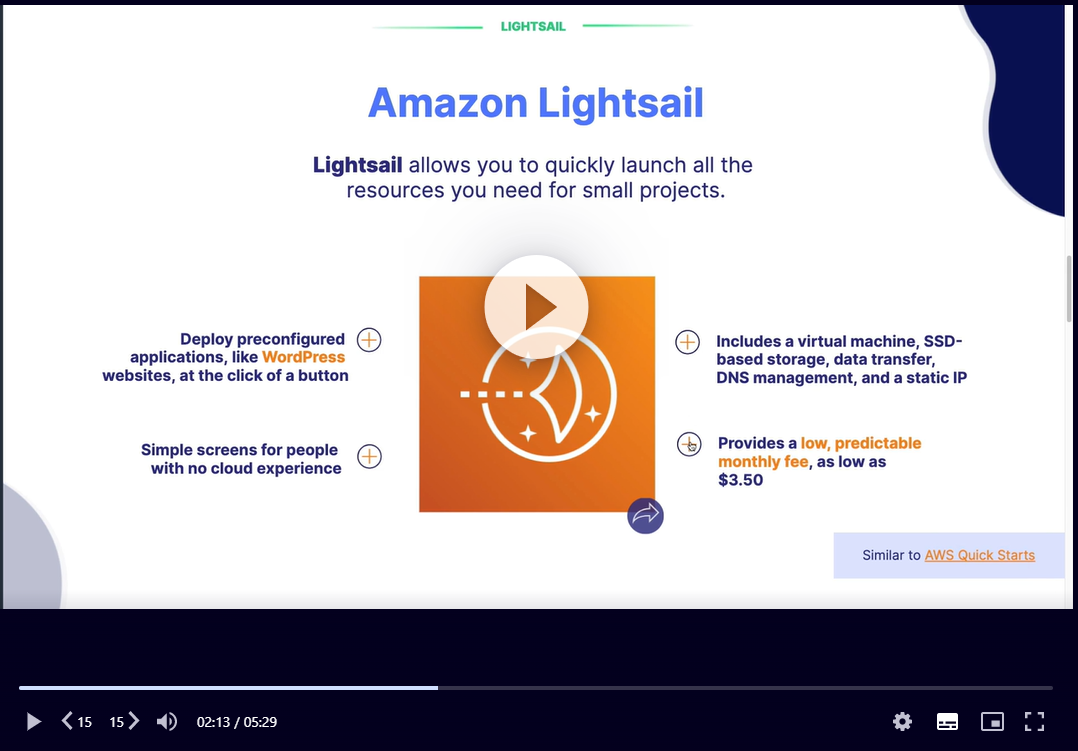 LIGHTSAIL
Amazon Lightsail
Lightsail allows you to quickly launch all the
resources you need for small projects.
Deploy preconfigured
applications, like WordPress
websites, at the click of a button
Simple screens for people
with no cloud experience
Includes a virtual machine, SSD-
based storage, data transfer,
DNS management, and a static IP
Provides a low, predictable
monthly fee, as low as
$3.50
Similar to AWS Quick Starts
15 15 02:13 / 05:29